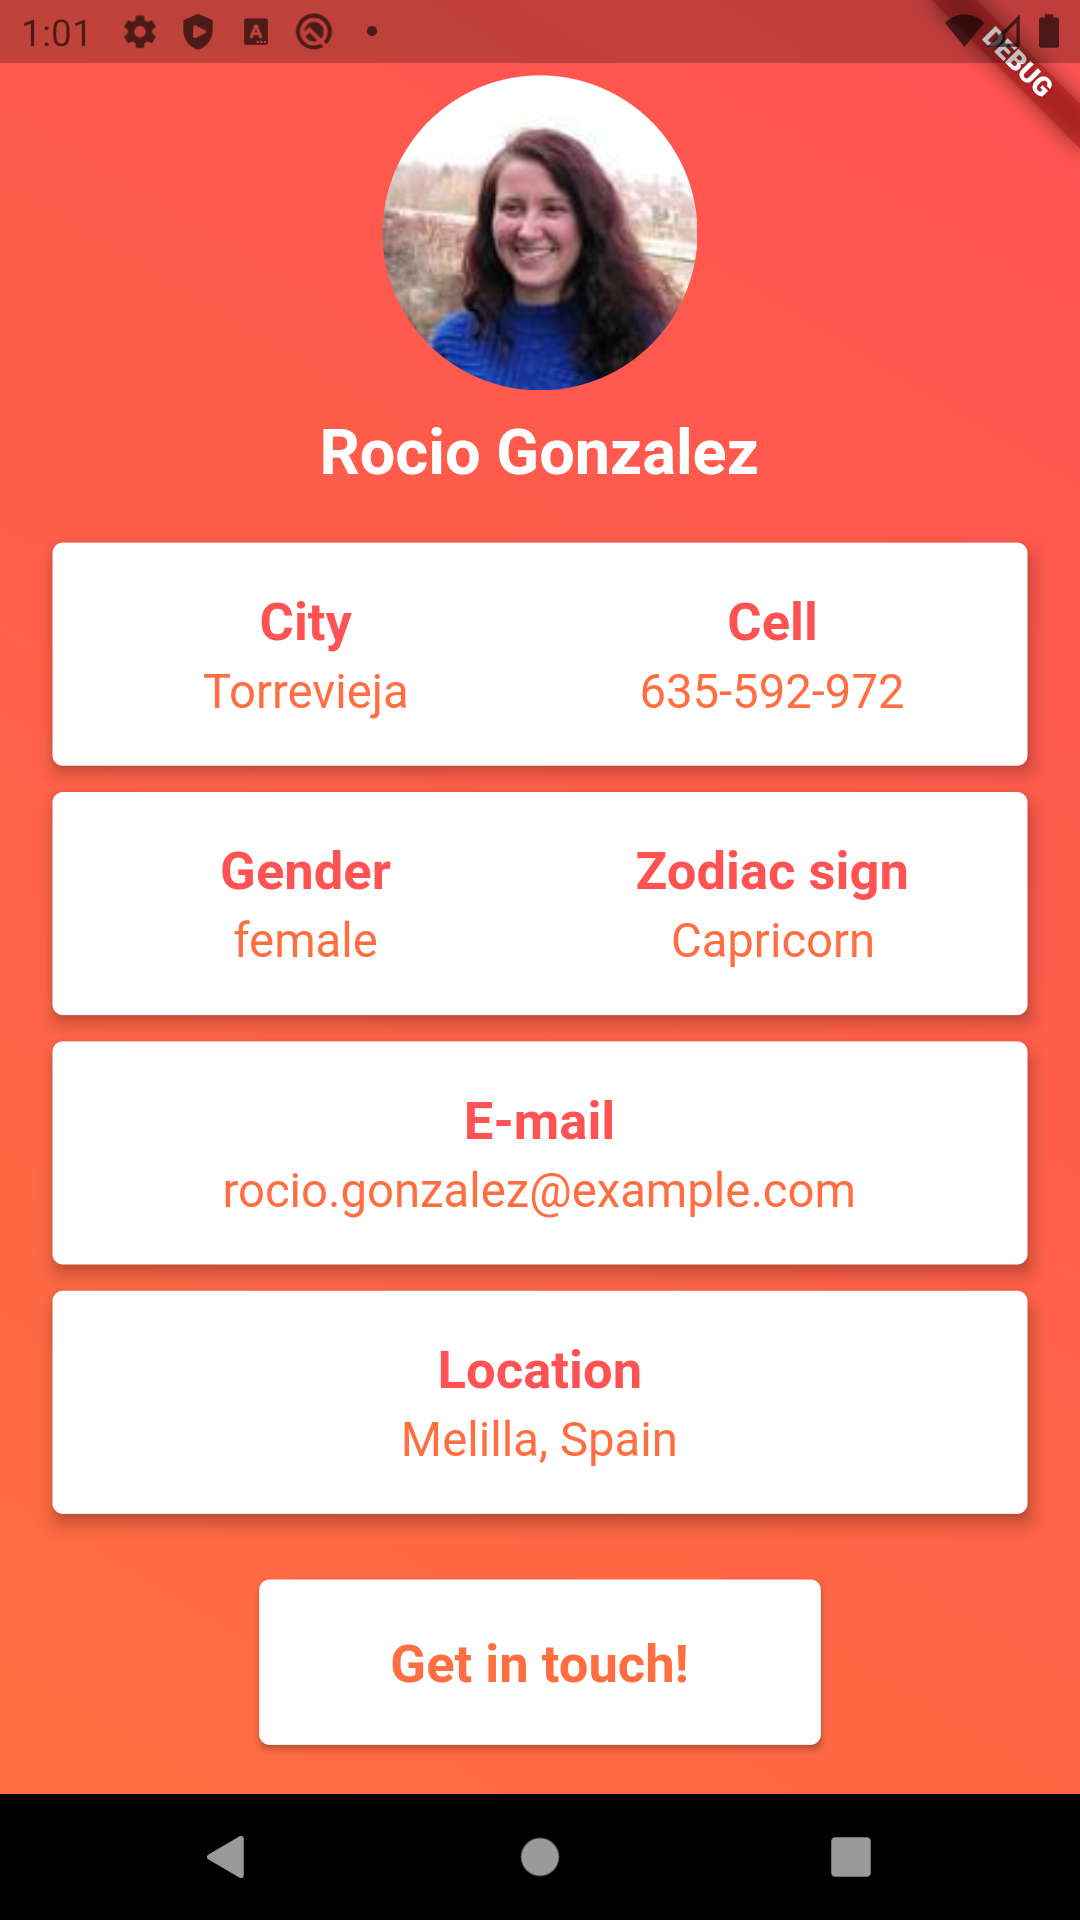 1:01
DEBUG
Rocio Gonzalez
City
Cell
Torrevieja
635-592-972
Gender
Zodiac sign
female
Capricorn
E-mail
rocio.gonzalez@example.com
Location
Melilla, Spain
Get in touch!